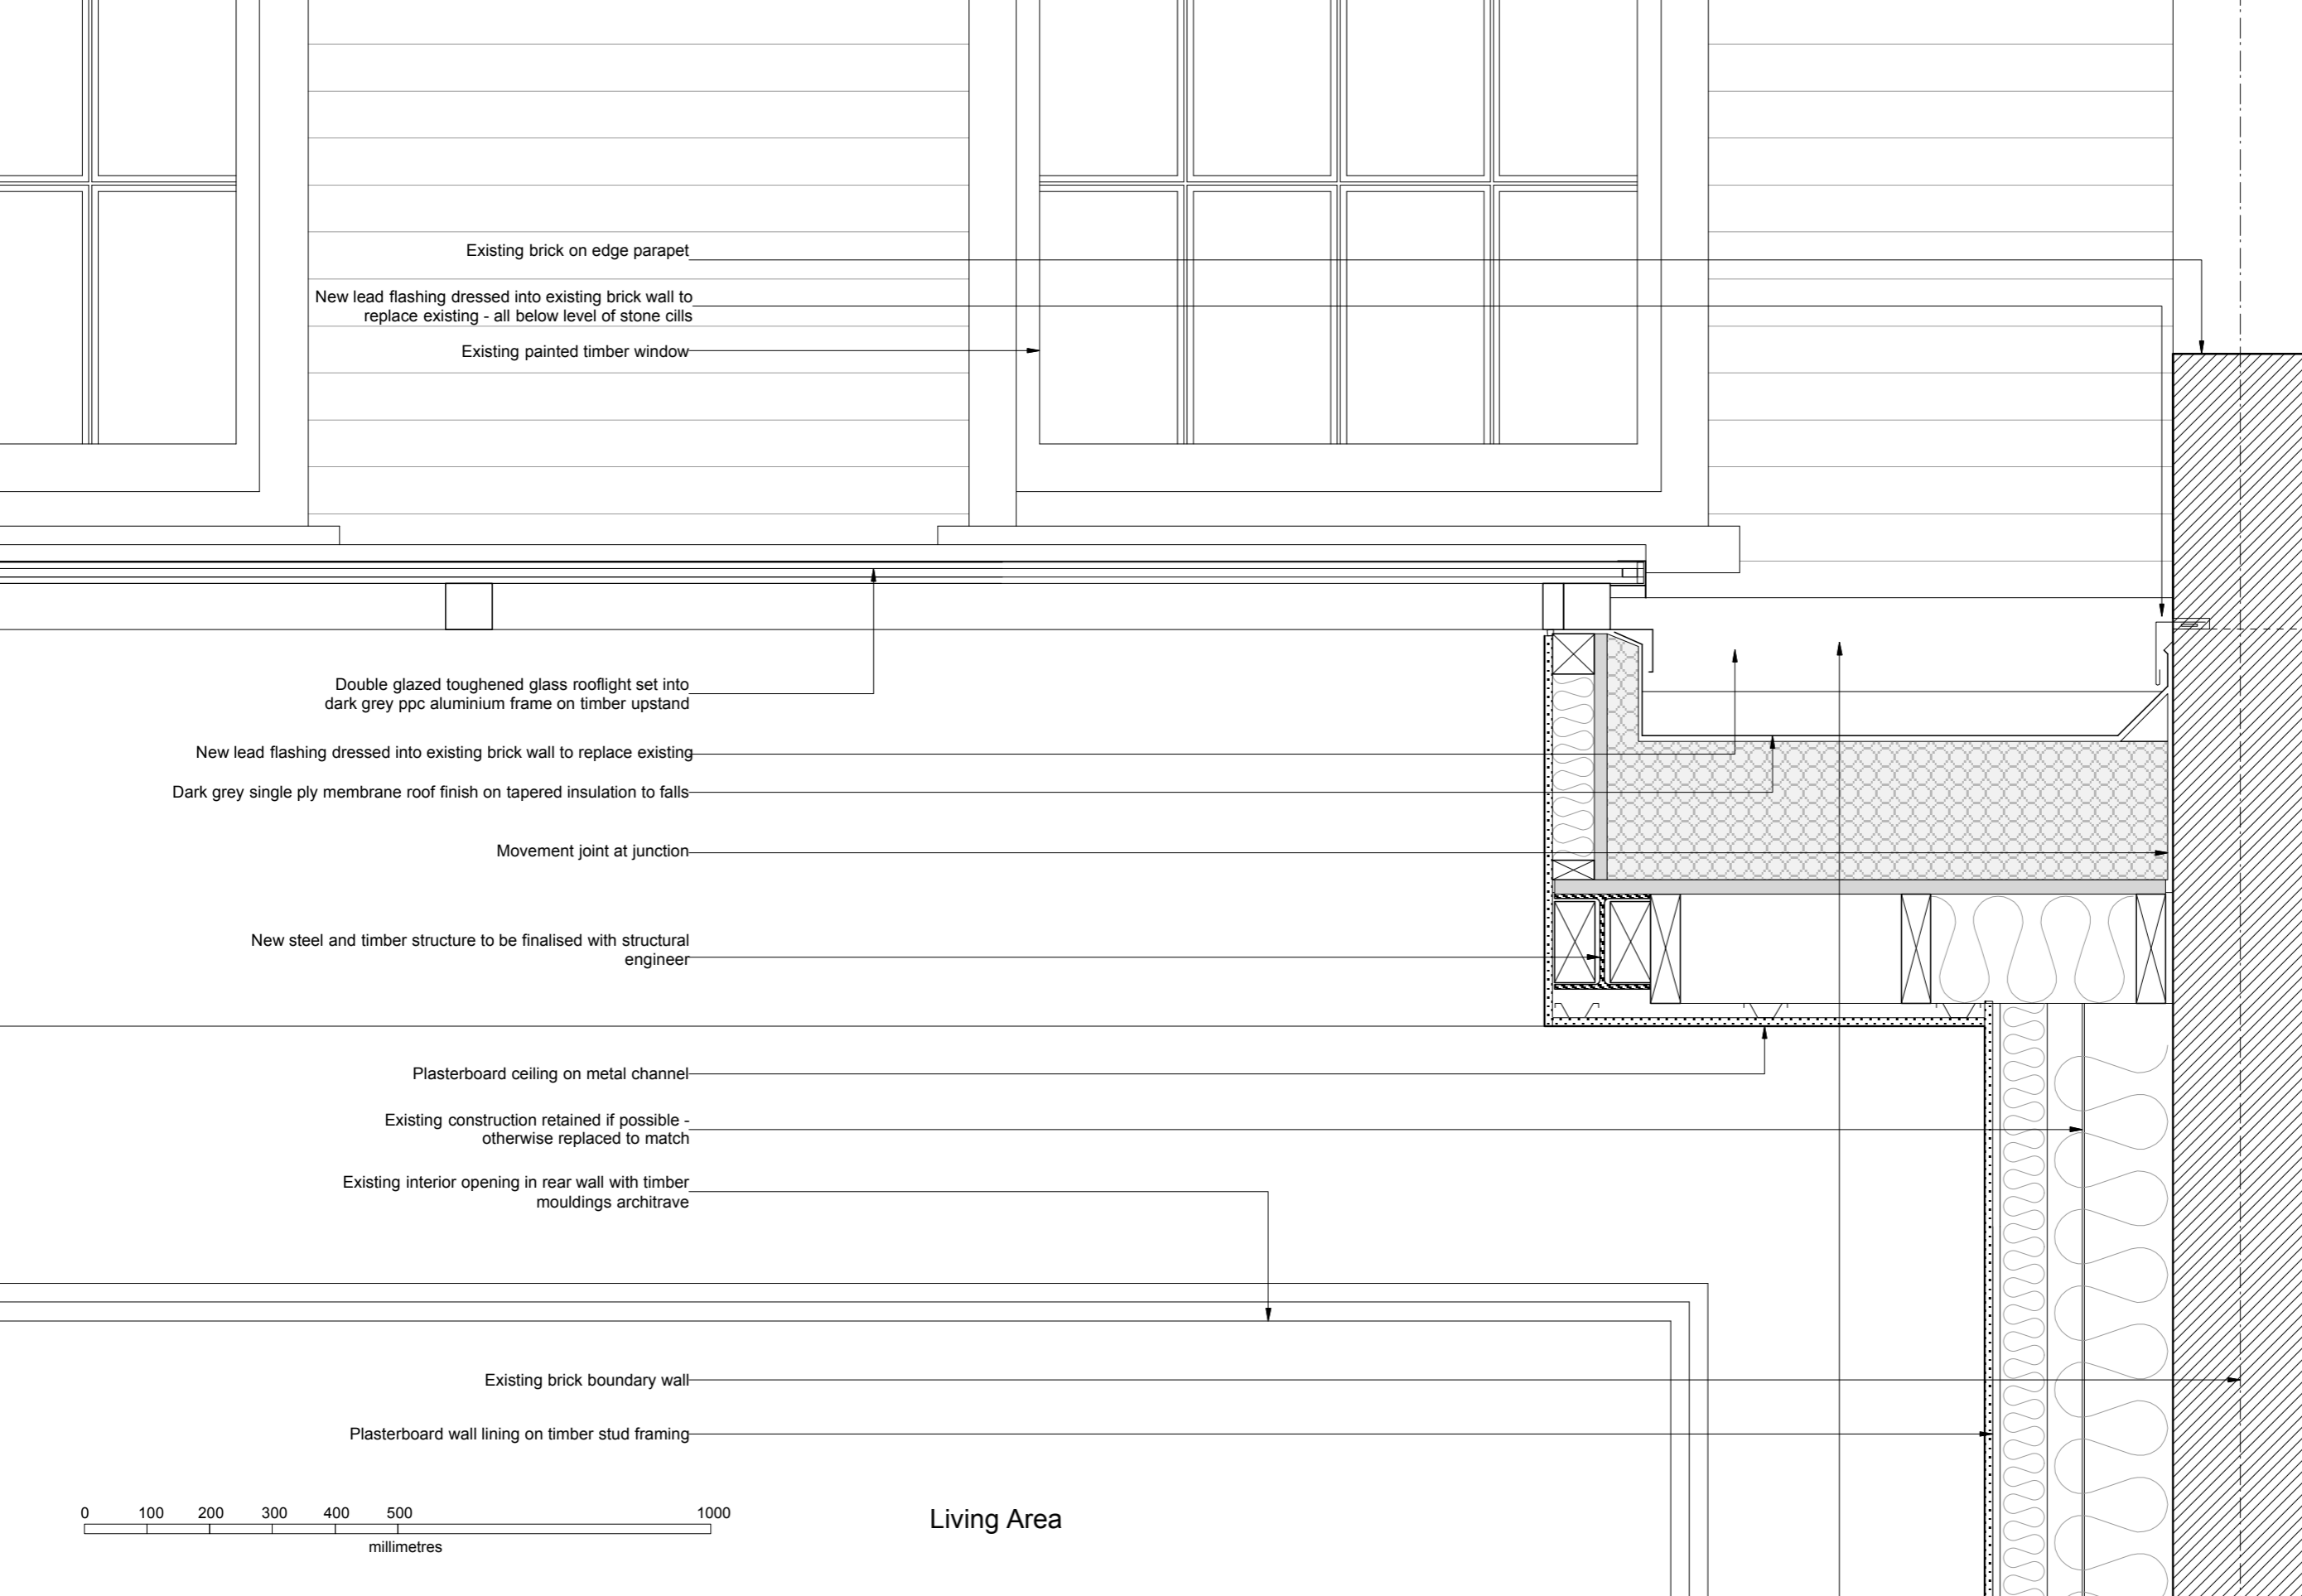 Existing brick on edge parapet
New lead flashing dressed into existing brick wall to
replace existing - all below level of stone cills
Existing painted timber window
Double glazed toughened glass rooflight set into
dark grey ppc aluminium frame on timber upstand
New lead flashing dressed into existing brick wall to replace existing
Dark grey single ply membrane roof finish on tapered insulation to falls
Movement joint at junction
New steel and timber structure to be finalised with structural
engineer
Plasterboard ceiling on metal channel
Existing construction retained if possible -
otherwise replaced to match
Existing interior opening in rear wall with timber
mouldings architrave
Existing brick boundary wall
Plasterboard wall lining on timber stud framing
0 100 200 300 400 500 1000
millimetres
Living Area